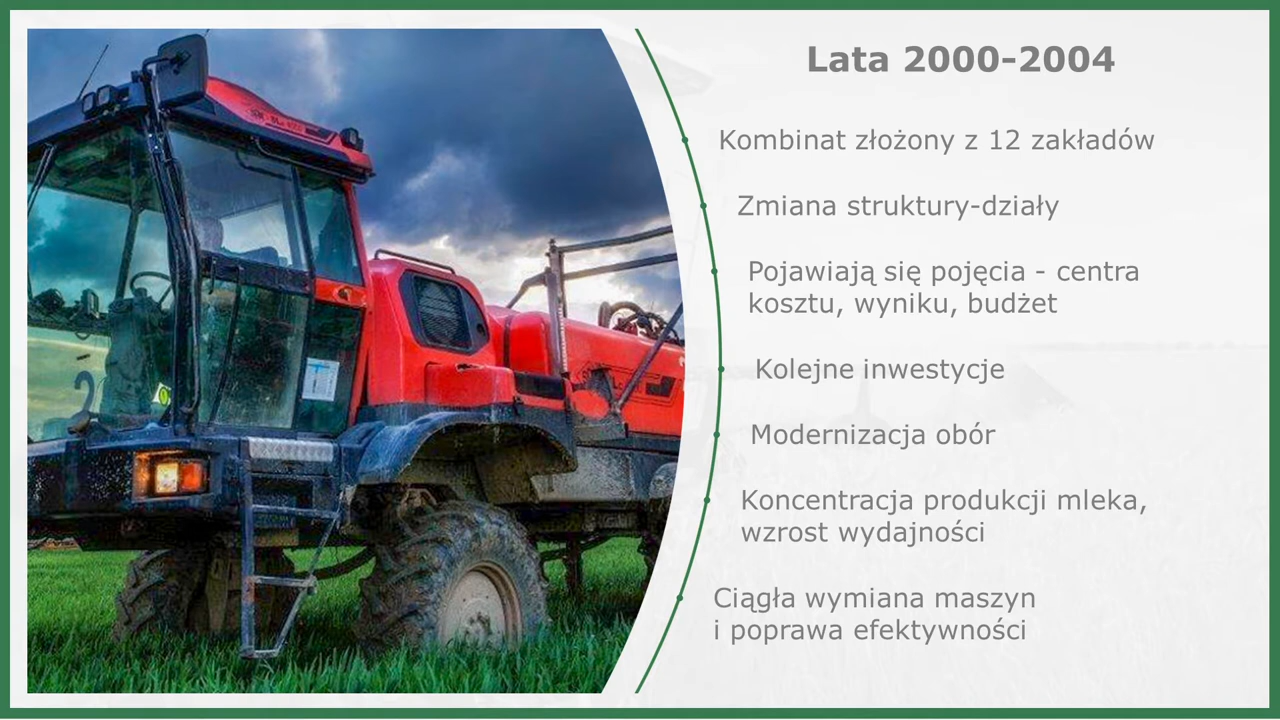 Lata 2000-2004
Kombinat złożony z 12 zakładów
Zmiana struktury-działy
Pojawiają się pojęcia - centra
kosztu, wyniku, budżet
Kolejne inwestycje
Modernizacja obór
Koncentracja produkcji mleka,
wzrost wydajności
Ciągła wymiana maszyn
i poprawa efektywności